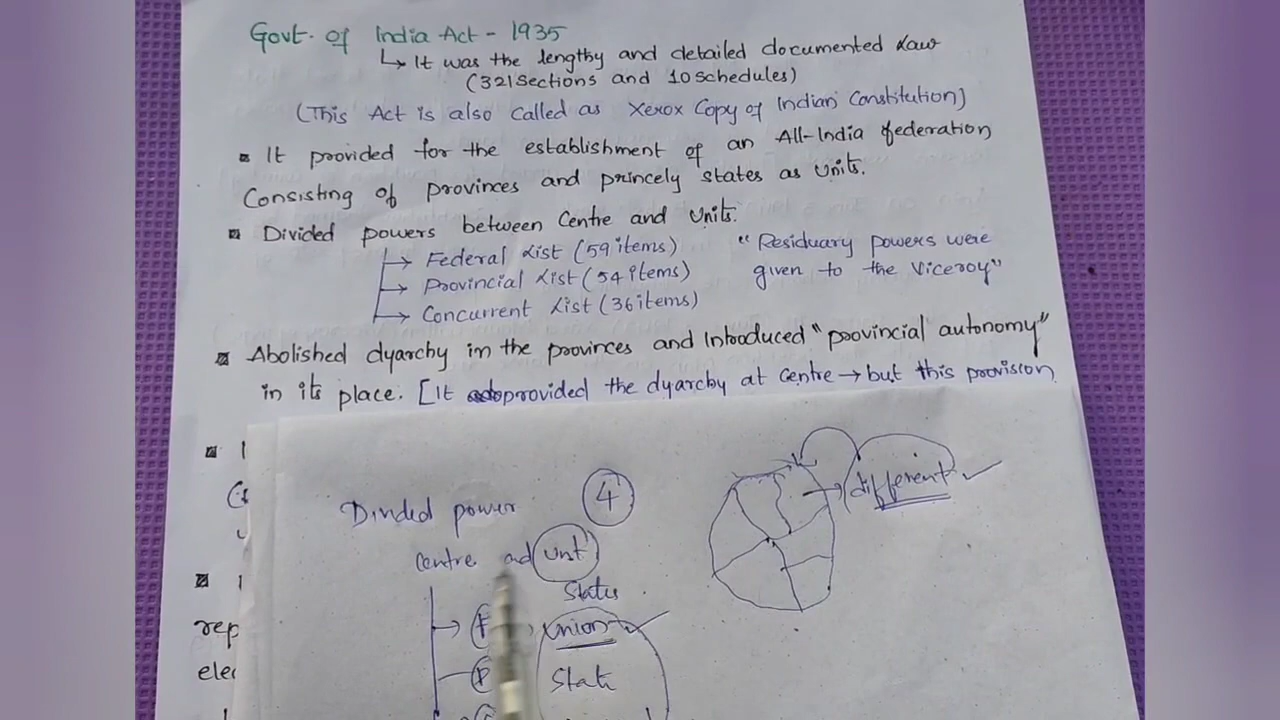 Govt. of India Act - 1935
↳ It was the lengthy and detailed documented Law
(321 Sections and 10 Schedules)
(This Act is also called as Xerox Copy of Indian Constitution)
It provided for the establishment of an All-India federation
Consisting of provinces and princely states as Units.
Divided powers between Centre and Units.
→ Federal List (59 items)
"Residuary powers were
→ Provincial List (54 items)
given to the Viceroy"
→ Concurrent List (36 items)
Abolished dyarchy in the provinces and Introduced "provincial autonomy"
in its place. [It provided the dyarchy at Centre → but this provision
rep
elec
Divided power
4
different
centre ad unt
States
→ F Union
P State